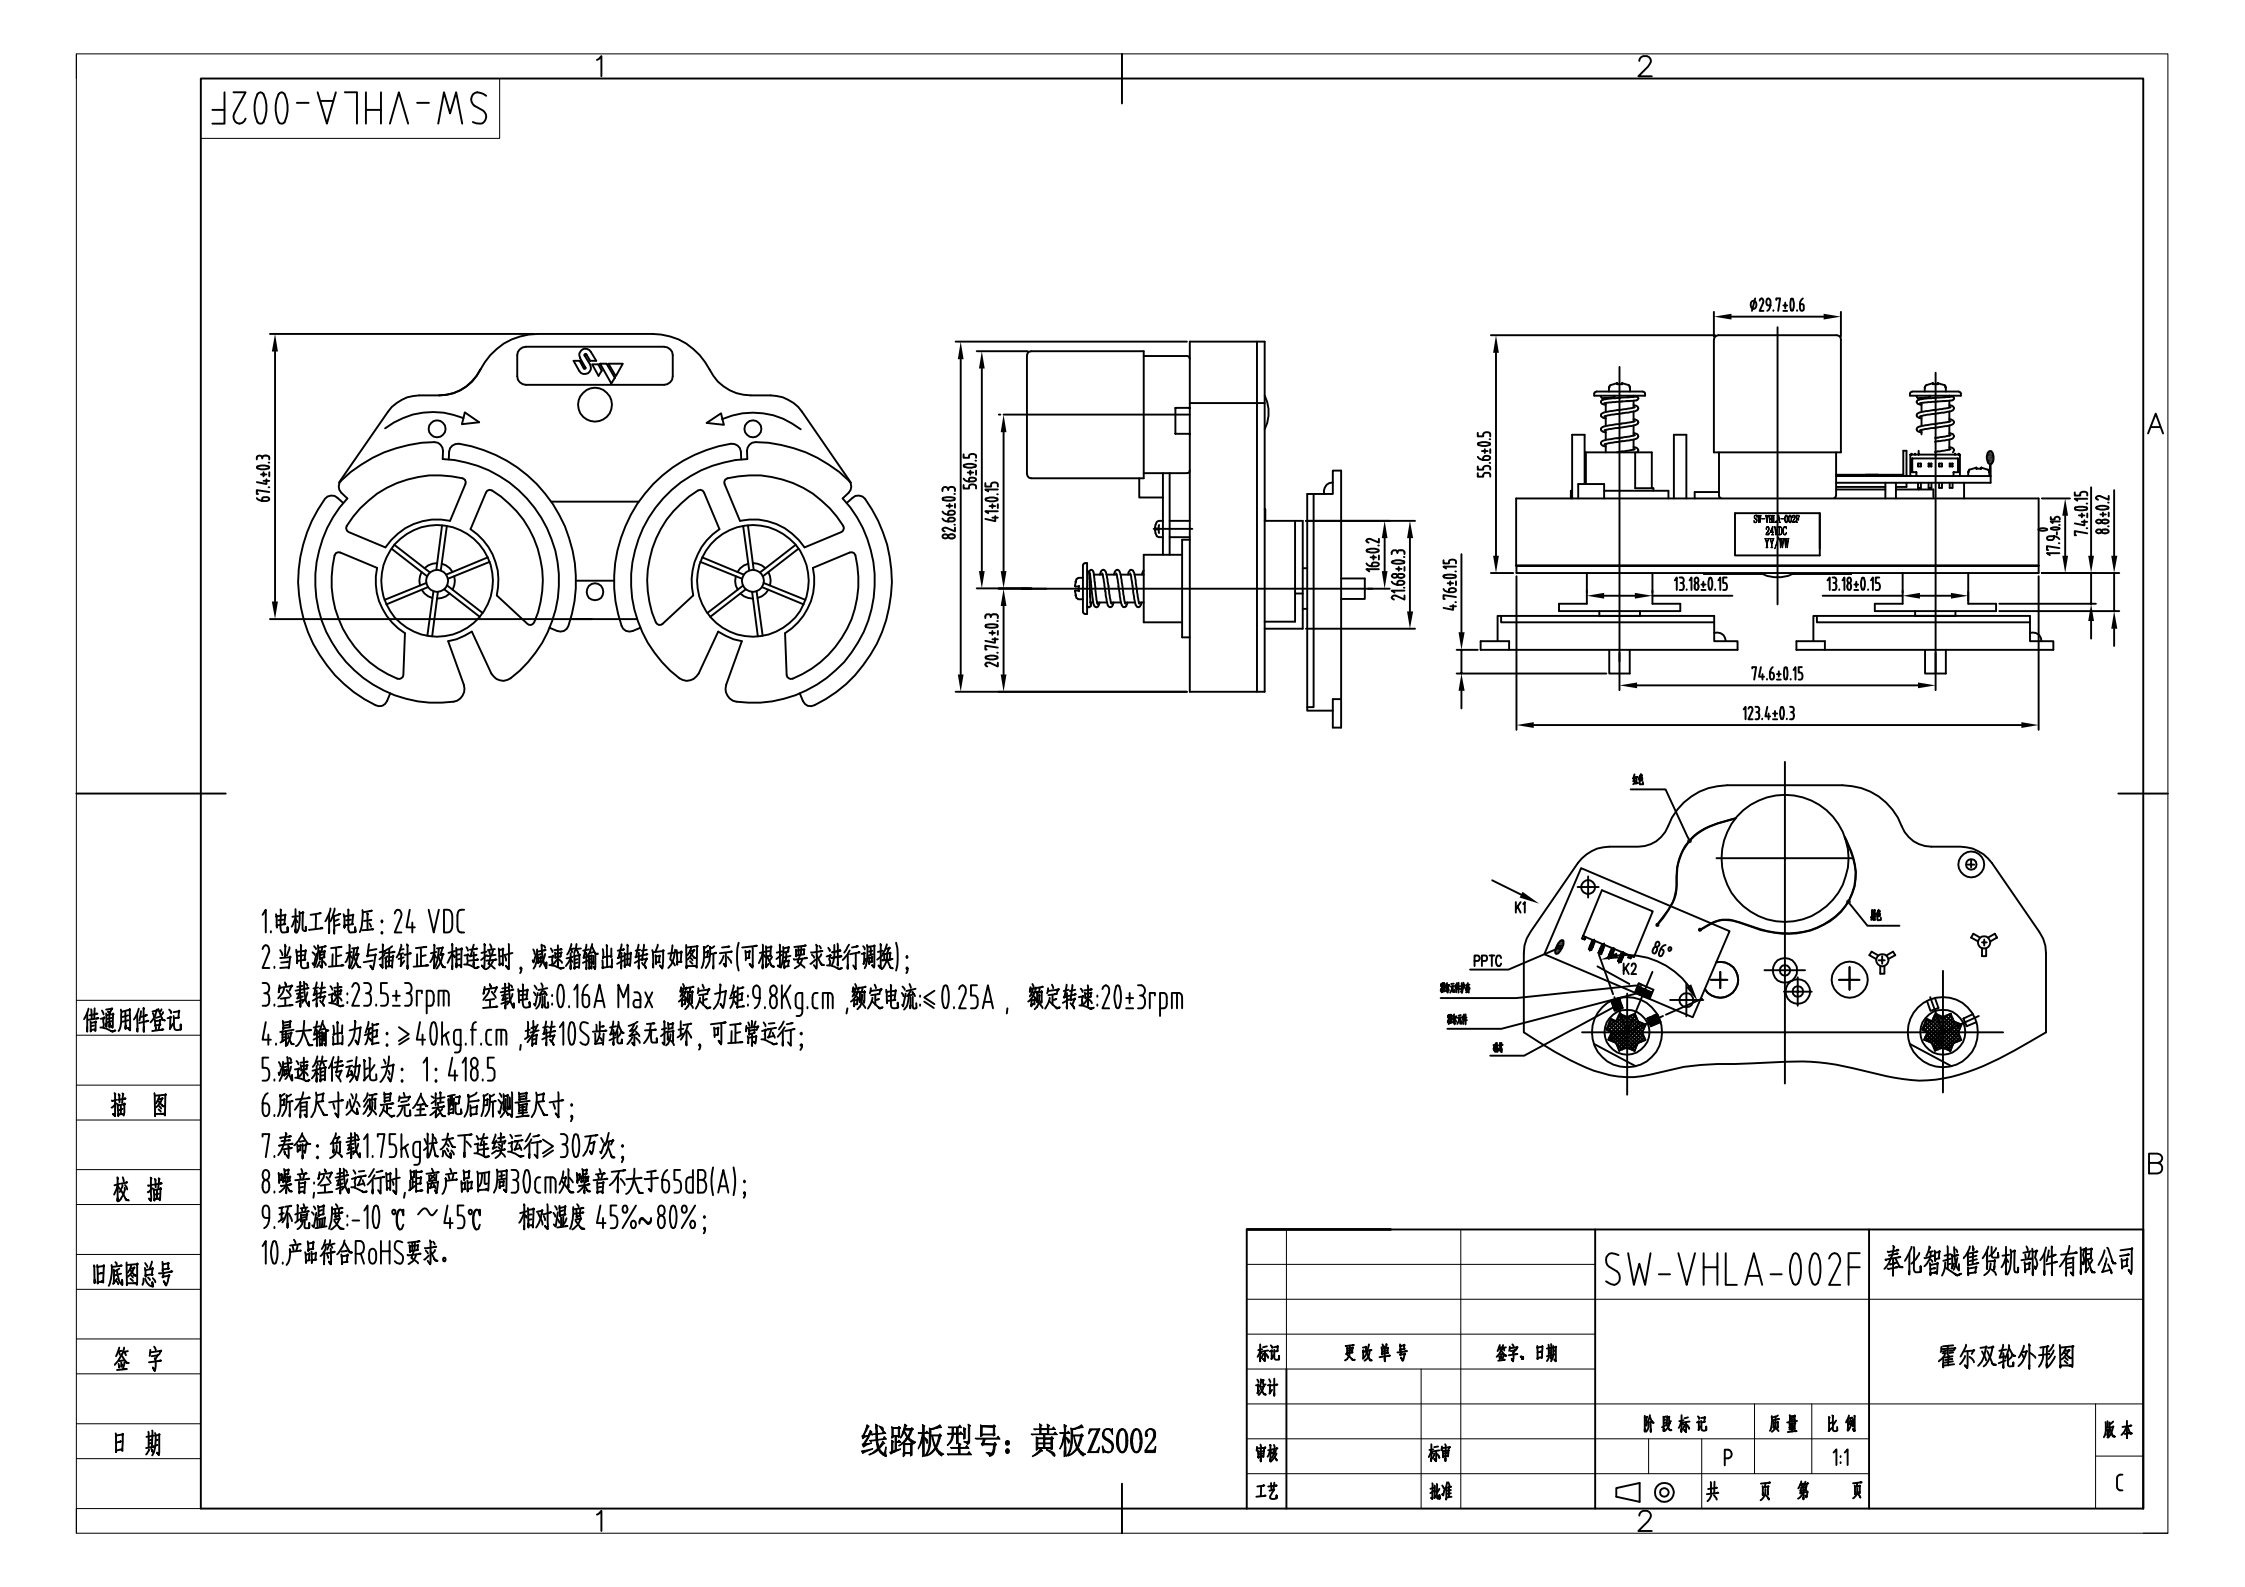 1
2
SW-VHLA-002F
Φ29.7±0.6
67.4±0.3
82.66±0.3
56±0.5
41±0.15
20.74±0.3
16±0.2
21.68±0.3
55.6±0.5
SW-VHLA-002F
24VDC
YY/WW
0
17.9-0.15
7.4±0.15
8.8±0.2
4.76±0.15
13.18±0.15
13.18±0.15
74.6±0.15
123.4±0.3
A
红色
K1
黑色
86°
K2
PPTC
B
1.电机工作电压：24 VDC
2.当电源正极与插针正极相连接时，减速箱输出轴转向如图所示(可根据要求进行调换)；
3.空载转速:23.5±3rpm 空载电流:0.16A Max 额定力矩:9.8Kg.cm ,额定电流:≤0.25A , 额定转速:20±3rpm
4.最大输出力矩：≥40kg.f.cm ,堵转10S齿轮系无损坏，可正常运行；
5.减速箱传动比为： 1：418.5
6.所有尺寸必须是完全装配后所测量尺寸；
7.寿命：负载1.75kg状态下连续运行≥30万次；
8.噪音;空载运行时,距离产品四周30cm处噪音不大于65dB(A)；
9.环境温度:-10 ℃ ～45℃ 相对湿度 45%~80%；
10.产品符合RoHS要求。
线路板型号：黄板ZS002
借通用件登记
描 图
校 描
旧底图总号
签 字
日 期
SW-VHLA-002F
奉化智越售货机部件有限公司
霍尔双轮外形图
标记
更改单号
签字、日期
设计
阶段标记
质量
比例
版本
审核
标审
P
1:1
工艺
批准
共 页 第 页
C
1
2